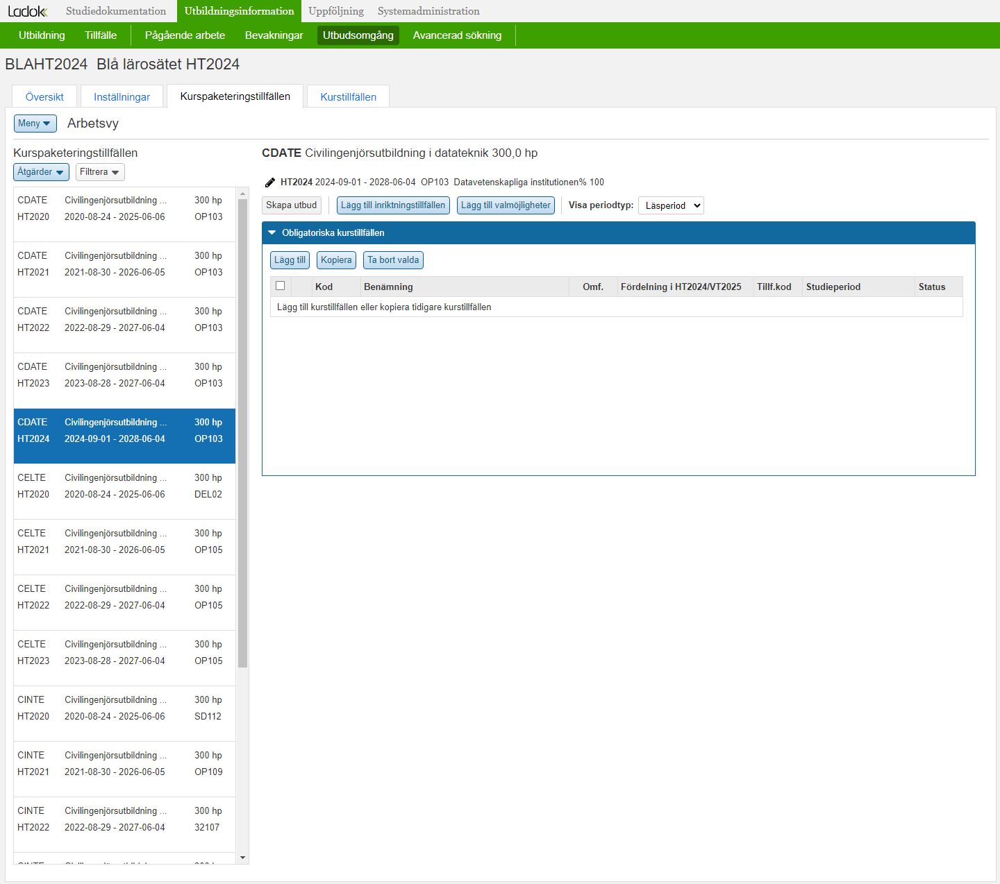 Ladok Studiedokumentation Utbildningsinformation Uppföljning Systemadministration
Utbildning Tillfälle Pågående arbete Bevakningar Utbudsomgång Avancerad sökning
BLAHT2024 Blå lärosätet HT2024
Översikt Inställningar Kurspaketeringstillfällen Kurstillfällen
Meny Arbetsvy
Kurspaketeringstillfällen
Åtgärder Filtrera
CDATE Civilingenjörsutbildning ... 300 hp
HT2020 2020-08-24 - 2025-06-06 OP103
CDATE Civilingenjörsutbildning ... 300 hp
HT2021 2021-08-30 - 2026-06-05 OP103
CDATE Civilingenjörsutbildning ... 300 hp
HT2022 2022-08-29 - 2027-06-04 OP103
CDATE Civilingenjörsutbildning ... 300 hp
HT2023 2023-08-28 - 2027-06-04 OP103
CDATE Civilingenjörsutbildning ... 300 hp
HT2024 2024-09-01 - 2028-06-04 OP103
CELTE Civilingenjörsutbildning ... 300 hp
HT2020 2020-08-24 - 2025-06-06 DEL02
CELTE Civilingenjörsutbildning ... 300 hp
HT2021 2021-08-30 - 2026-06-05 OP105
CELTE Civilingenjörsutbildning ... 300 hp
HT2022 2022-08-29 - 2027-06-04 OP105
CELTE Civilingenjörsutbildning ... 300 hp
HT2023 2023-08-28 - 2027-06-04 OP105
CINTE Civilingenjörsutbildning ... 300 hp
HT2020 2020-08-24 - 2025-06-06 SD112
CINTE Civilingenjörsutbildning ... 300 hp
HT2021 2021-08-30 - 2026-06-05 OP109
CINTE Civilingenjörsutbildning ... 300 hp
HT2022 2022-08-29 - 2027-06-04 32107
CDATE Civilingenjörsutbildning i datateknik 300,0 hp
HT2024 2024-09-01 - 2028-06-04 OP103 Datavetenskapliga institutionen% 100
Skapa utbud Lägg till inriktningstillfällen Lägg till valmöjligheter Visa periodtyp: Läsperiod
Obligatoriska kurstillfällen
Lägg till Kopiera Ta bort valda
Kod Benämning Omf. Fördelning i HT2024/VT2025 Tillf.kod Studieperiod Status
Lägg till kurstillfällen eller kopiera tidigare kurstillfällen